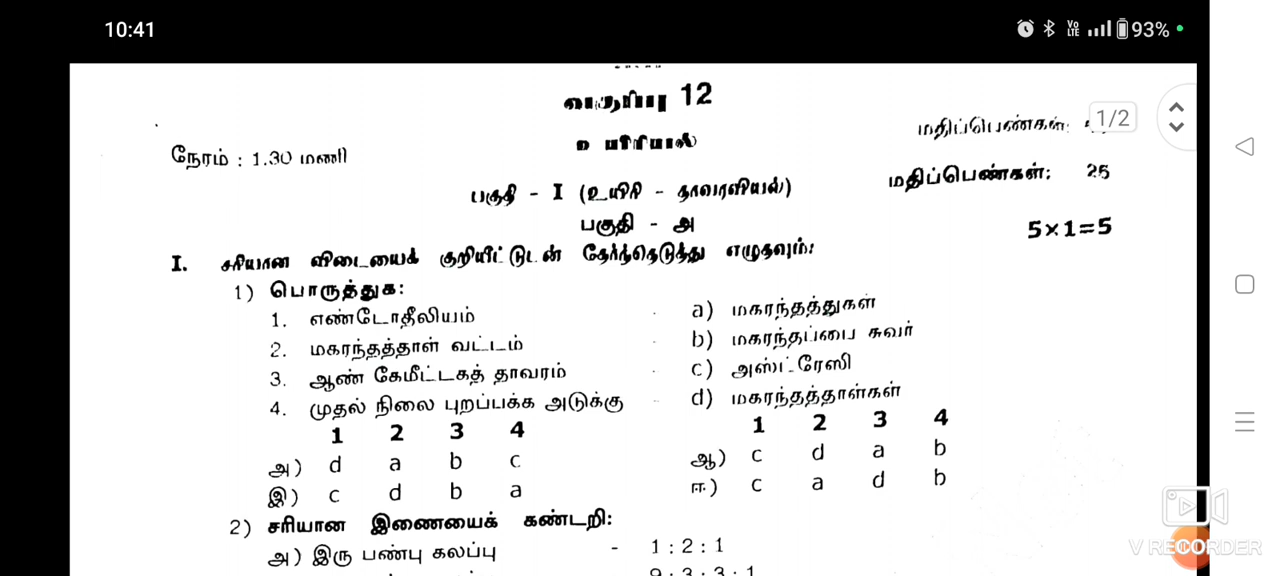 10:41 93%
வகுப்பு 12
1/2
நேரம் : 1.30 மணி
உயிரியல்
மதிப்பெண்கள்:
பகுதி - I (உயிரி - தாவரவியல்)
மதிப்பெண்கள்: 25
பகுதி - அ
5×1=5
I. சரியான விடையைக் குறியீட்டுடன் தேர்ந்தெடுத்து எழுதவும்:
1) பொருத்துக:
1. எண்டோதீலியம் - a) மகரந்தத்துகள்
2. மகரந்தத்தாள் வட்டம் - b) மகரந்தப்பை சுவர்
3. ஆண் கேமீட்டகத் தாவரம் - c) அஸ்ட்ரேஸி
4. முதல் நிலை புறப்பக்க அடுக்கு - d) மகரந்தத்தாள்கள்
1 2 3 4 1 2 3 4
அ) d a b c ஆ) c d a b
இ) c d b a ஈ) c a d b
2) சரியான இணையைக் கண்டறி:
அ) இரு பண்பு கலப்பு - 1 : 2 : 1
9 : 3 : 3 : 1
V RECORDER